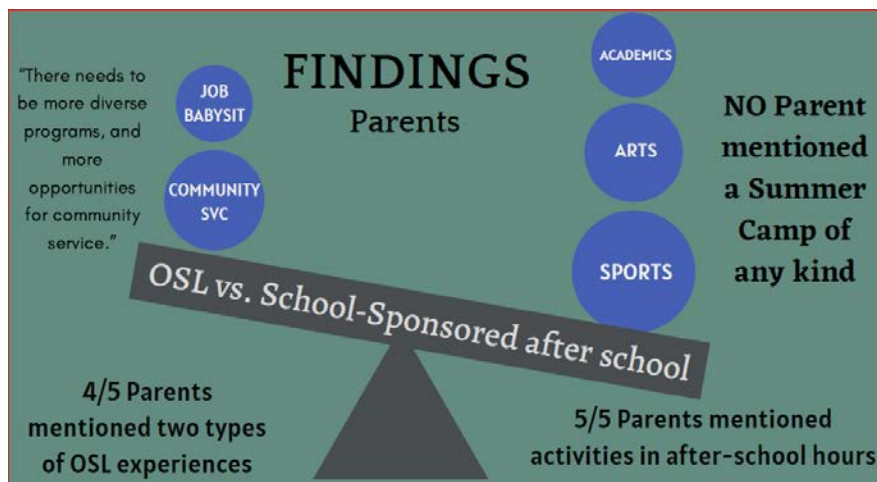 FINDINGS
Parents
"There needs to
be more diverse
programs, and
more
opportunities
for community
service."
JOB
BABYSIT
COMMUNITY
SVC
ACADEMICS
ARTS
SPORTS
NO Parent
mentioned
a Summer
Camp of
any kind
OSL vs. School-Sponsored after school
4/5 Parents
mentioned two types
of OSL experiences
5/5 Parents mentioned
activities in after-school hours